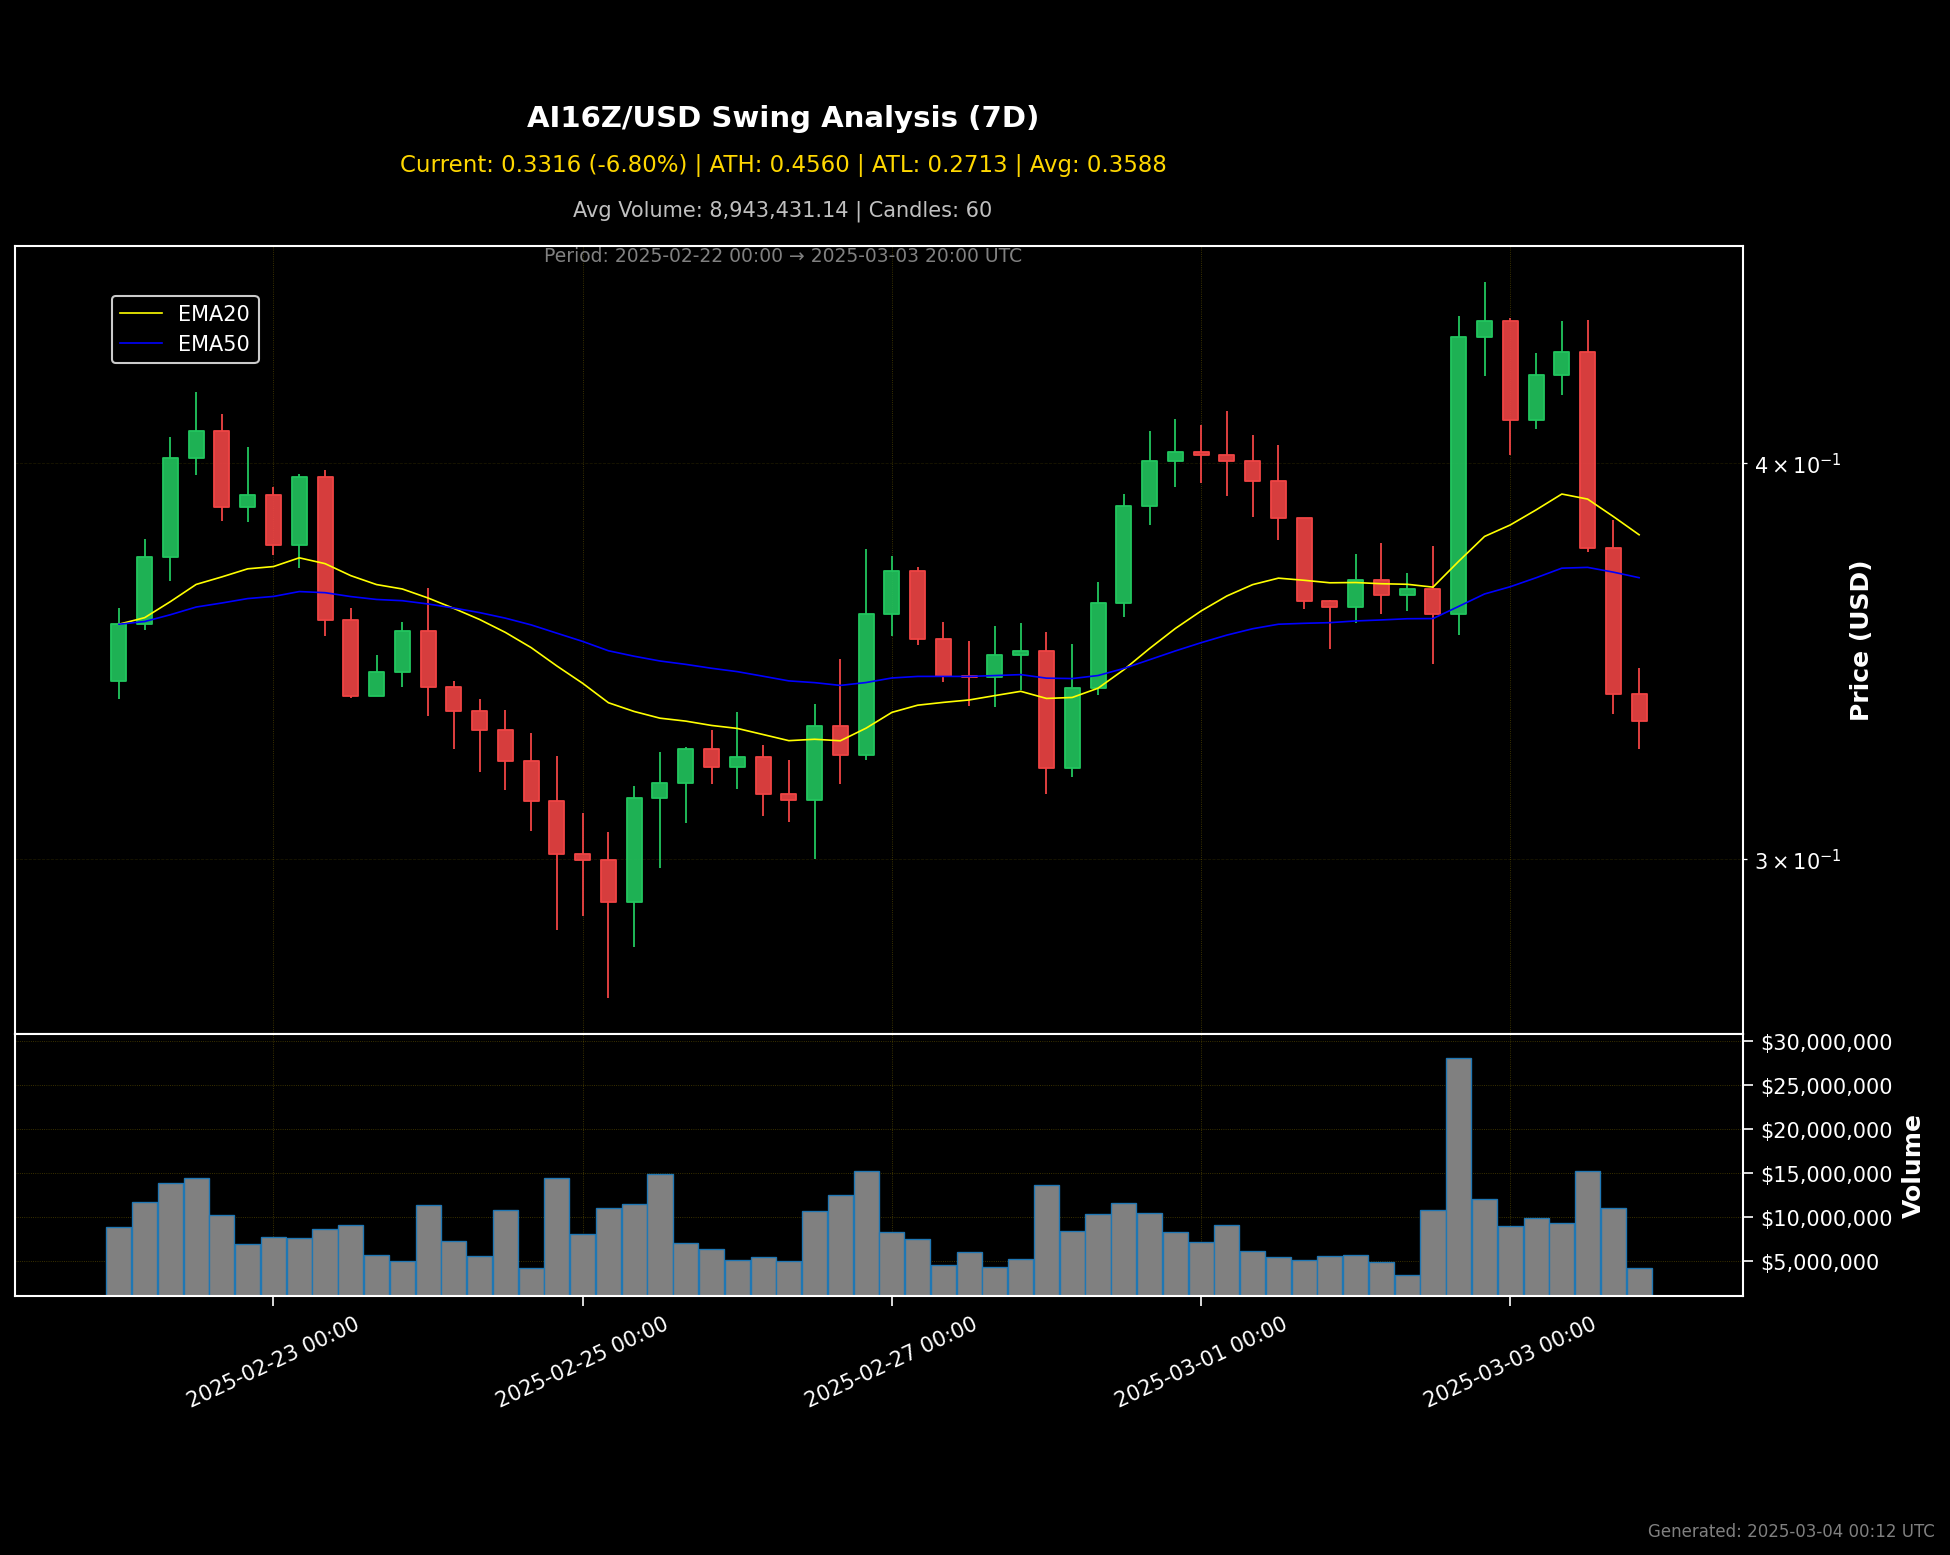 AI16Z/USD Swing Analysis (7D)
Current: 0.3316 (-6.80%) | ATH: 0.4560 | ATL: 0.2713 | Avg: 0.3588
Avg Volume: 8,943,431.14 | Candles: 60
Period: 2025-02-22 00:00 → 2025-03-03 20:00 UTC
EMA20
EMA50
4 × 10⁻¹
3 × 10⁻¹
Price (USD)
$30,000,000
$25,000,000
$20,000,000
$15,000,000
$10,000,000
$5,000,000
Volume
2025-02-23 00:00
2025-02-25 00:00
2025-02-27 00:00
2025-03-01 00:00
2025-03-03 00:00
Generated: 2025-03-04 00:12 UTC